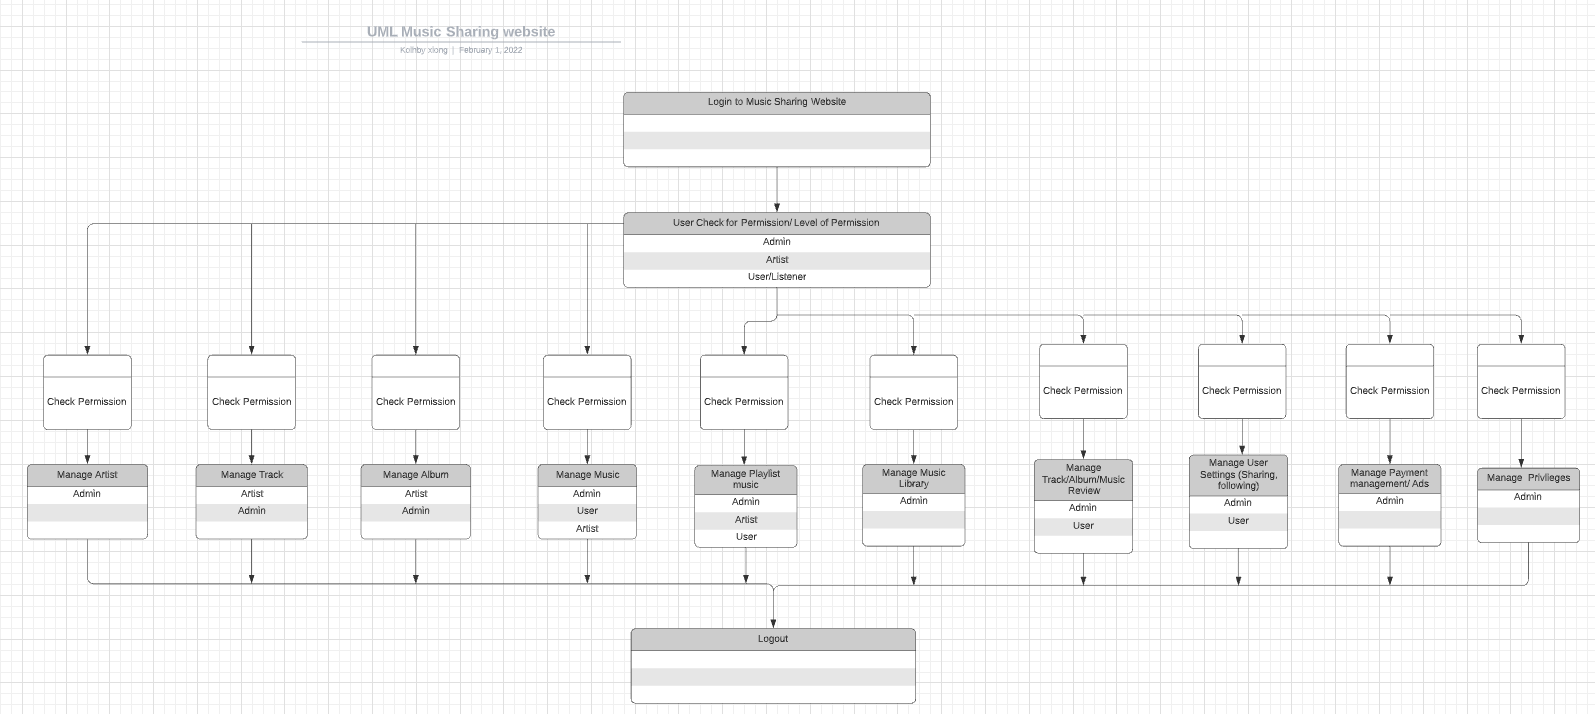 UML Music Sharing website
Kolhby xiong | February 1, 2022
Login to Music Sharing Website
User Check for Permission/ Level of Permission
Admin
Artist
User/Listener
Check Permission
Check Permission
Check Permission
Check Permission
Check Permission
Check Permission
Check Permission
Check Permission
Check Permission
Check Permission
Manage Artist
Admin
Manage Track
Artist
Admin
Manage Album
Artist
Admin
Manage Music
Admin
User
Artist
Manage Playlist
music
Admin
Artist
User
Manage Music
Library
Admin
Manage
Track/Album/Music
Review
Admin
User
Manage User
Settings (Sharing,
following)
Admin
User
Manage Payment
management/ Ads
Admin
Manage Privlieges
Admin
Logout